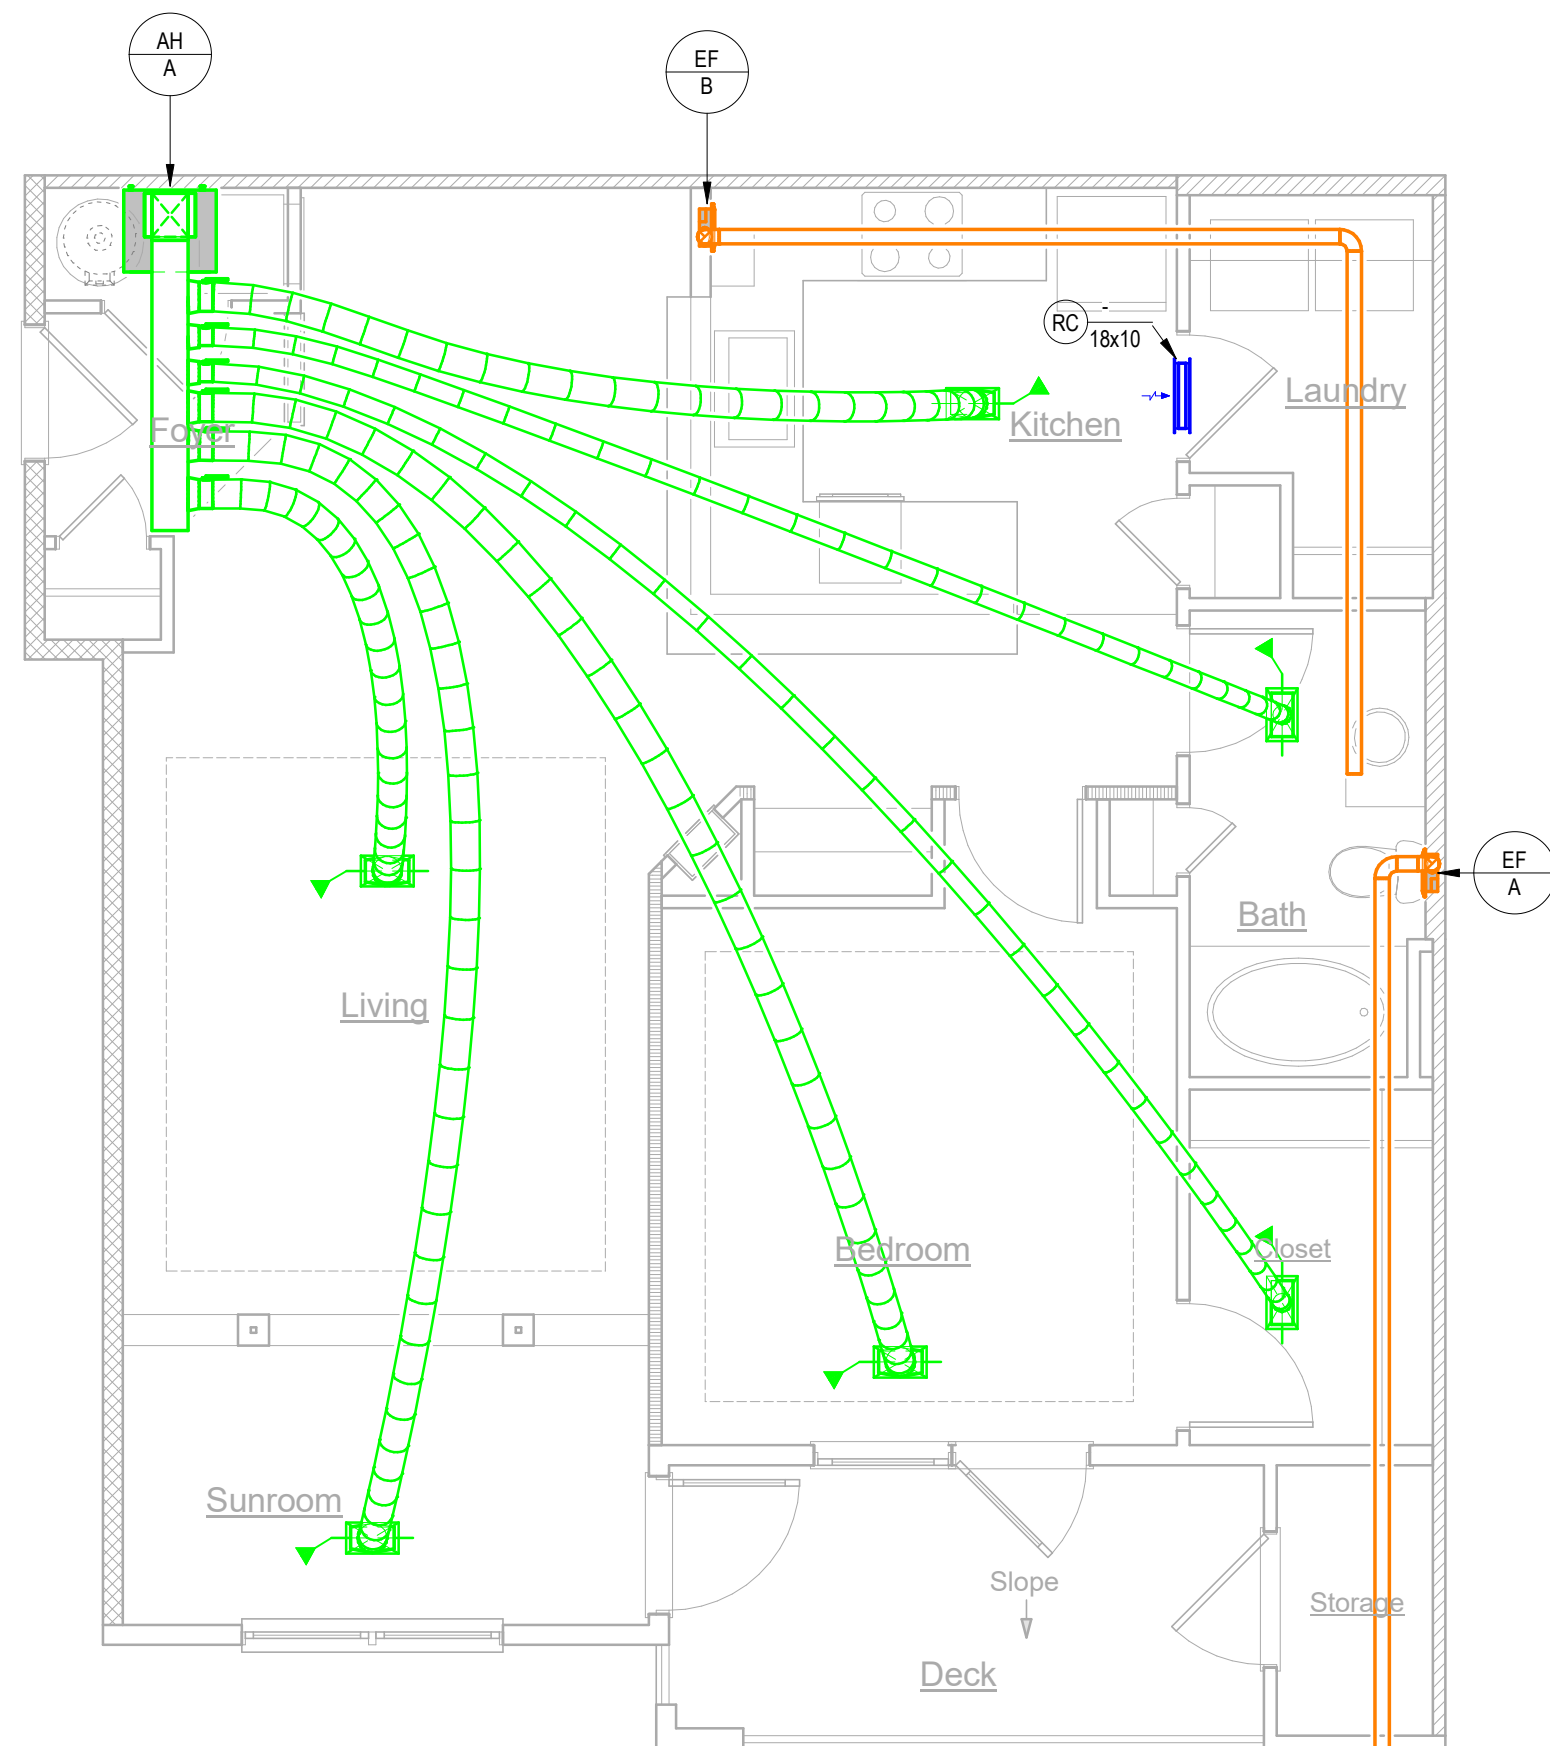 AH
A
EF
B
RC
-
18x10
Laundry
Kitchen
Foyer
EF
A
Bath
Living
Bedroom
Closet
Sunroom
Slope
Storage
Deck